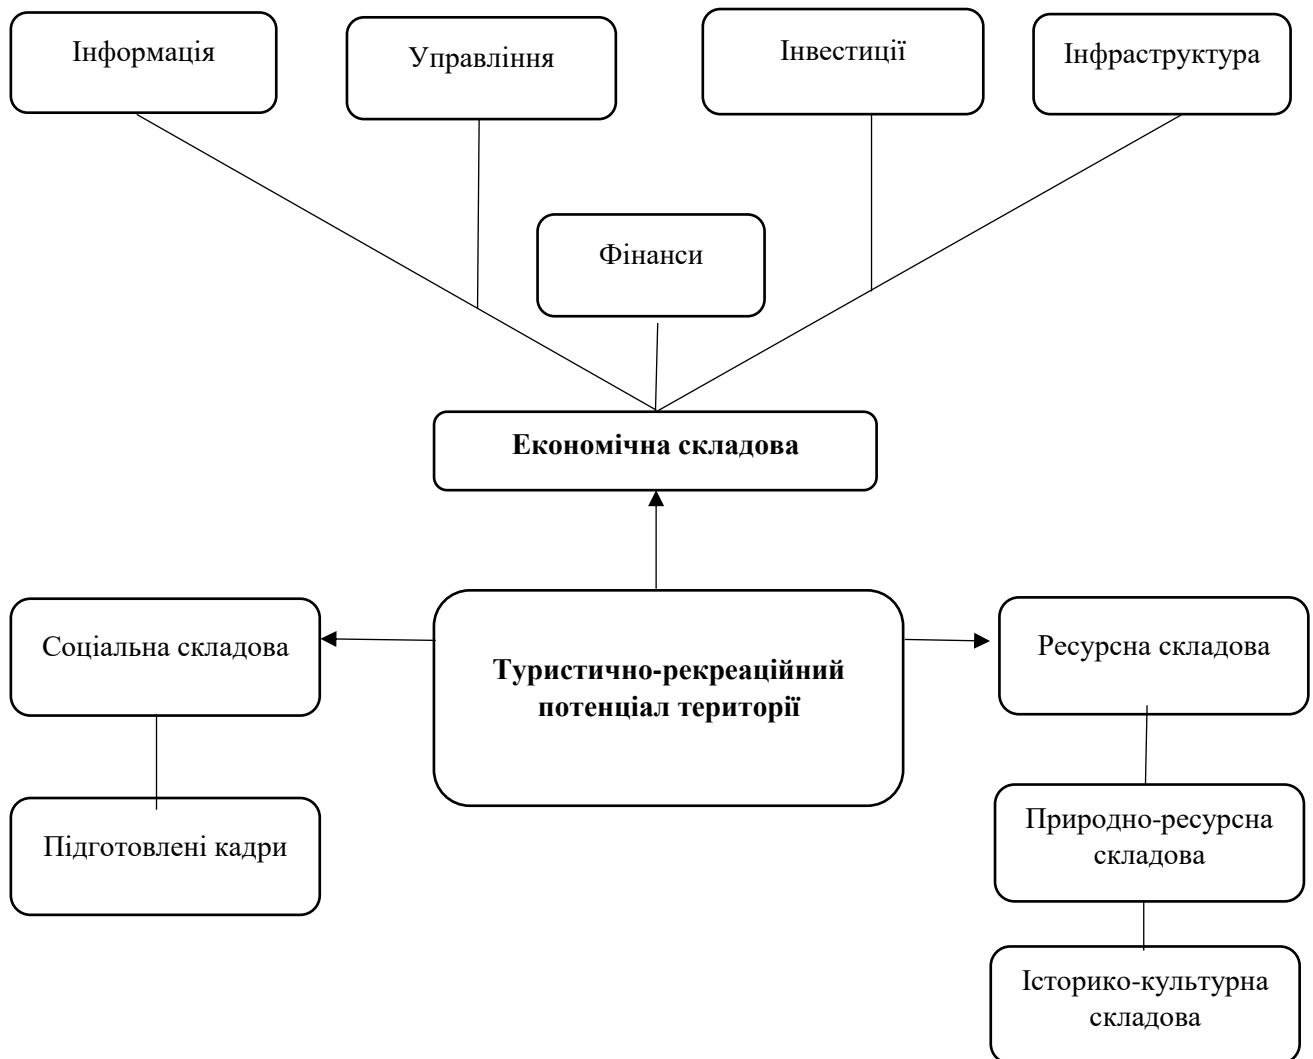 Інформація
Управління
Інвестиції
Інфраструктура
Фінанси
Економічна складова
Соціальна складова
Туристично-рекреаційний
потенціал території
Ресурсна складова
Підготовлені кадри
Природно-ресурсна
складова
Історико-культурна
складова